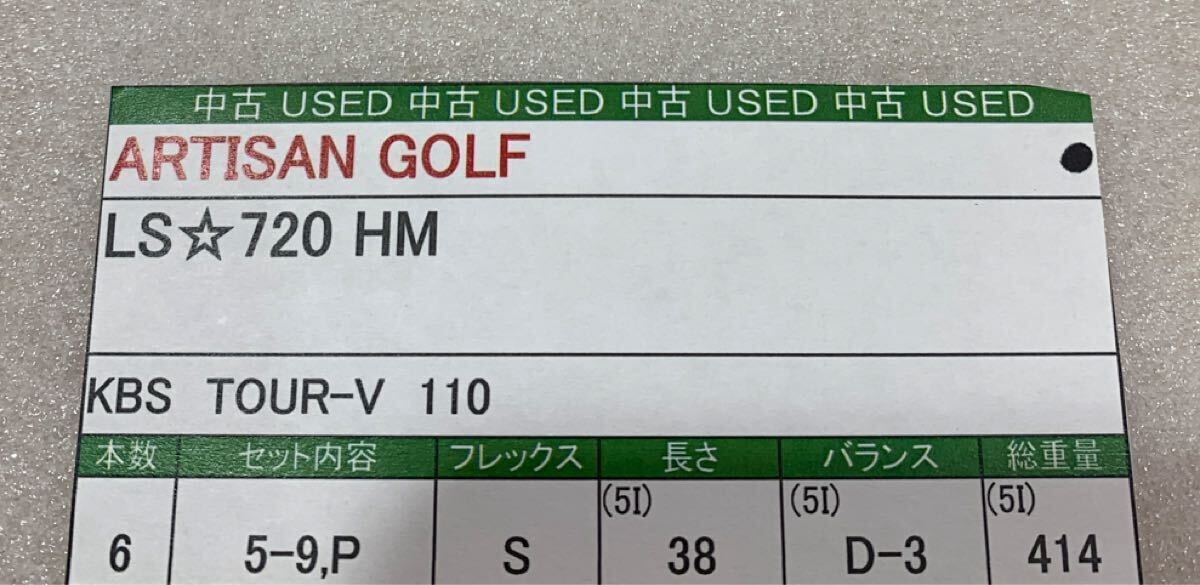 中古 USED 中古 USED 中古 USED 中古 USED
ARTISAN GOLF
LS☆720 HM
KBS TOUR-V 110
本数 セット内容 フレックス 長さ バランス 総重量
(5I) (5I) (5I)
6 5-9,P S 38 D-3 414